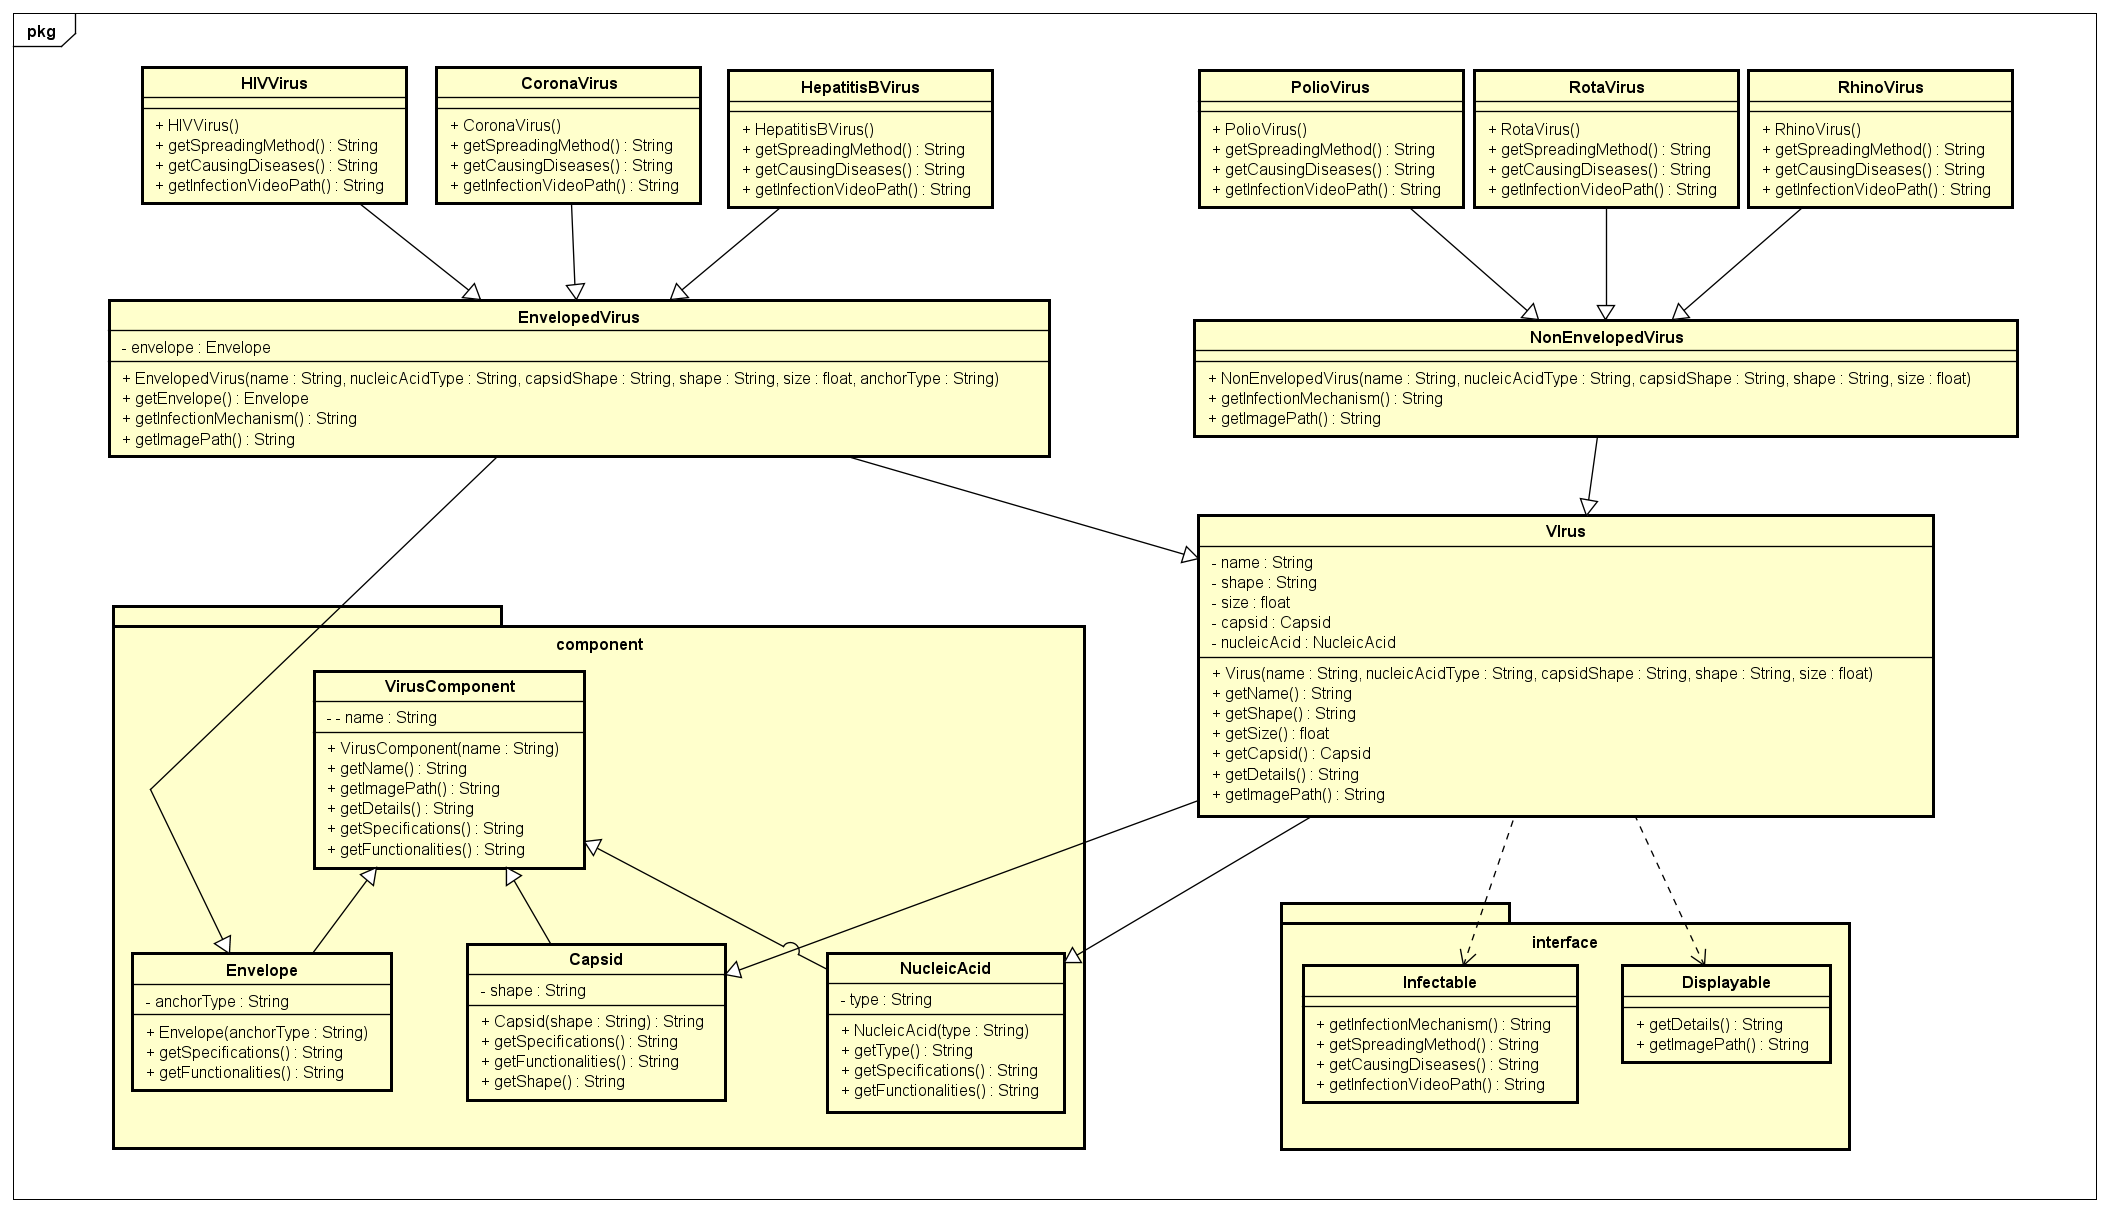 pkg
HIVVirus
+ HIVVirus()
+ getSpreadingMethod() : String
+ getCausingDiseases() : String
+ getInfectionVideoPath() : String
CoronaVirus
+ CoronaVirus()
+ getSpreadingMethod() : String
+ getCausingDiseases() : String
+ getInfectionVideoPath() : String
HepatitisBVirus
+ HepatitisBVirus()
+ getSpreadingMethod() : String
+ getCausingDiseases() : String
+ getInfectionVideoPath() : String
PolioVirus
+ PolioVirus()
+ getSpreadingMethod() : String
+ getCausingDiseases() : String
+ getInfectionVideoPath() : String
RotaVirus
+ RotaVirus()
+ getSpreadingMethod() : String
+ getCausingDiseases() : String
+ getInfectionVideoPath() : String
RhinoVirus
+ RhinoVirus()
+ getSpreadingMethod() : String
+ getCausingDiseases() : String
+ getInfectionVideoPath() : String
EnvelopedVirus
- envelope : Envelope
+ EnvelopedVirus(name : String, nucleicAcidType : String, capsidShape : String, shape : String, size : float, anchorType : String)
+ getEnvelope() : Envelope
+ getInfectionMechanism() : String
+ getImagePath() : String
NonEnvelopedVirus
+ NonEnvelopedVirus(name : String, nucleicAcidType : String, capsidShape : String, shape : String, size : float)
+ getInfectionMechanism() : String
+ getImagePath() : String
VIrus
- name : String
- shape : String
- size : float
- capsid : Capsid
- nucleicAcid : NucleicAcid
+ Virus(name : String, nucleicAcidType : String, capsidShape : String, shape : String, size : float)
+ getName() : String
+ getShape() : String
+ getSize() : float
+ getCapsid() : Capsid
+ getDetails() : String
+ getImagePath() : String
component
VirusComponent
- - name : String
+ VirusComponent(name : String)
+ getName() : String
+ getImagePath() : String
+ getDetails() : String
+ getSpecifications() : String
+ getFunctionalities() : String
Envelope
- anchorType : String
+ Envelope(anchorType : String)
+ getSpecifications() : String
+ getFunctionalities() : String
Capsid
- shape : String
+ Capsid(shape : String) : String
+ getSpecifications() : String
+ getFunctionalities() : String
+ getShape() : String
NucleicAcid
- type : String
+ NucleicAcid(type : String)
+ getType() : String
+ getSpecifications() : String
+ getFunctionalities() : String
interface
Infectable
+ getInfectionMechanism() : String
+ getSpreadingMethod() : String
+ getCausingDiseases() : String
+ getInfectionVideoPath() : String
Displayable
+ getDetails() : String
+ getImagePath() : String